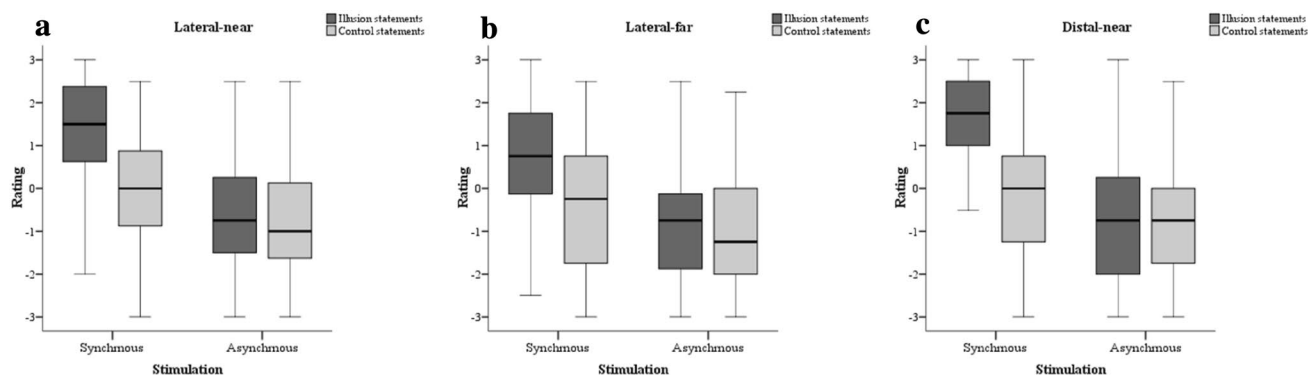 a
Lateral-near
Illusion statements
Control statements
3
2
1
0
-1
-2
-3
Rating
Synchmous
Asynchmous
Stimulation
b
Lateral-far
Illusion statements
Control statements
3
2
1
0
-1
-2
-3
Rating
Synchmous
Asynchmous
Stimulation
c
Distal-near
Illusion statements
Control statements
3
2
1
0
-1
-2
-3
Rating
Synchmous
Asynchmous
Stimulation